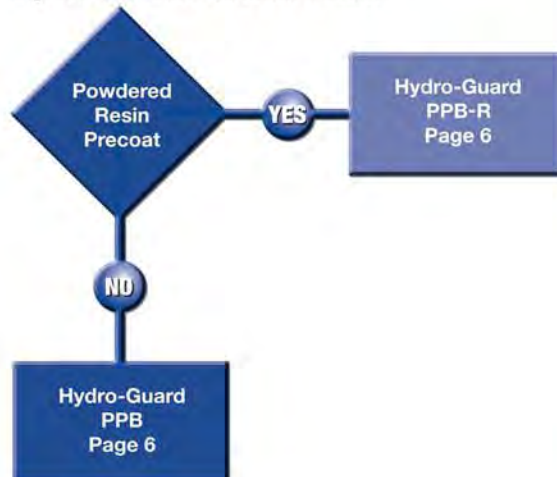 Powdered
Resin
Precoat
YES
Hydro-Guard
PPB-R
Page 6
NO
Hydro-Guard
PPB
Page 6